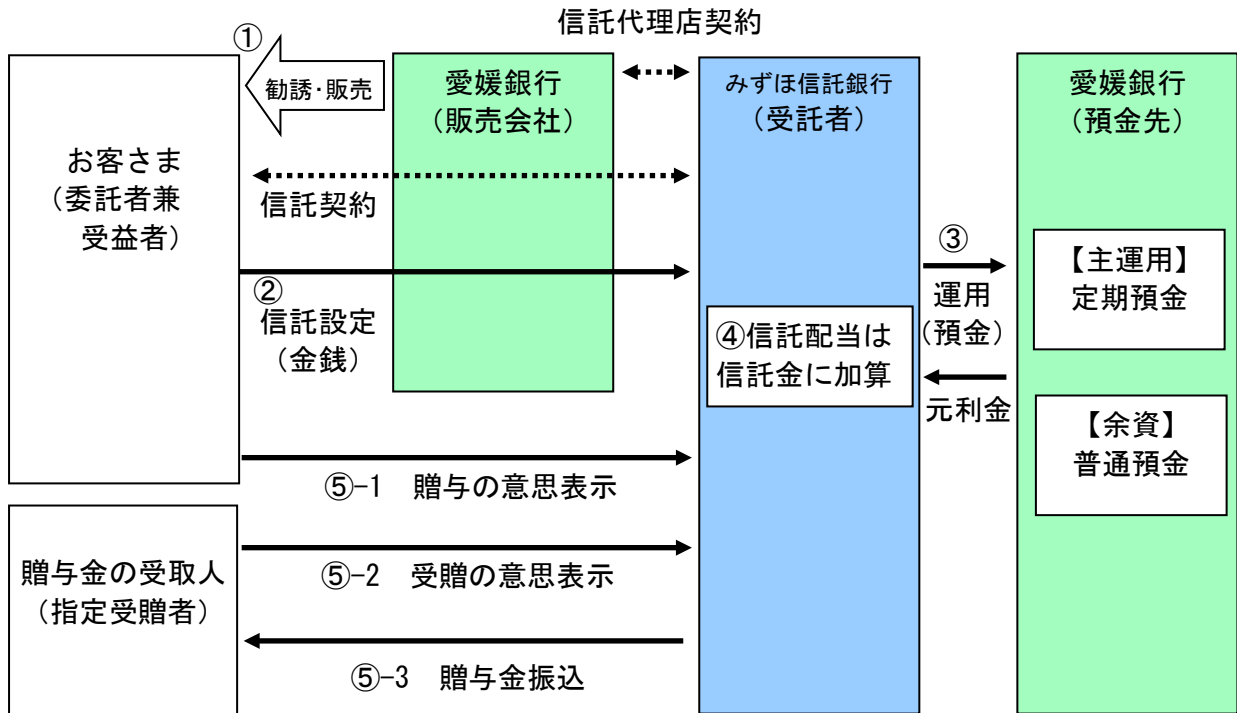 信託代理店契約
①
勧誘・販売
愛媛銀行
（販売会社）
みずほ信託銀行
（受託者）
愛媛銀行
（預金先）
お客さま
（委託者兼
受益者）
信託契約
②
信託設定
（金銭）
③
運用
（預金）
【主運用】
定期預金
④信託配当は
信託金に加算
元利金
【余資】
普通預金
⑤-1 贈与の意思表示
贈与金の受取人
（指定受贈者）
⑤-2 受贈の意思表示
⑤-3 贈与金振込